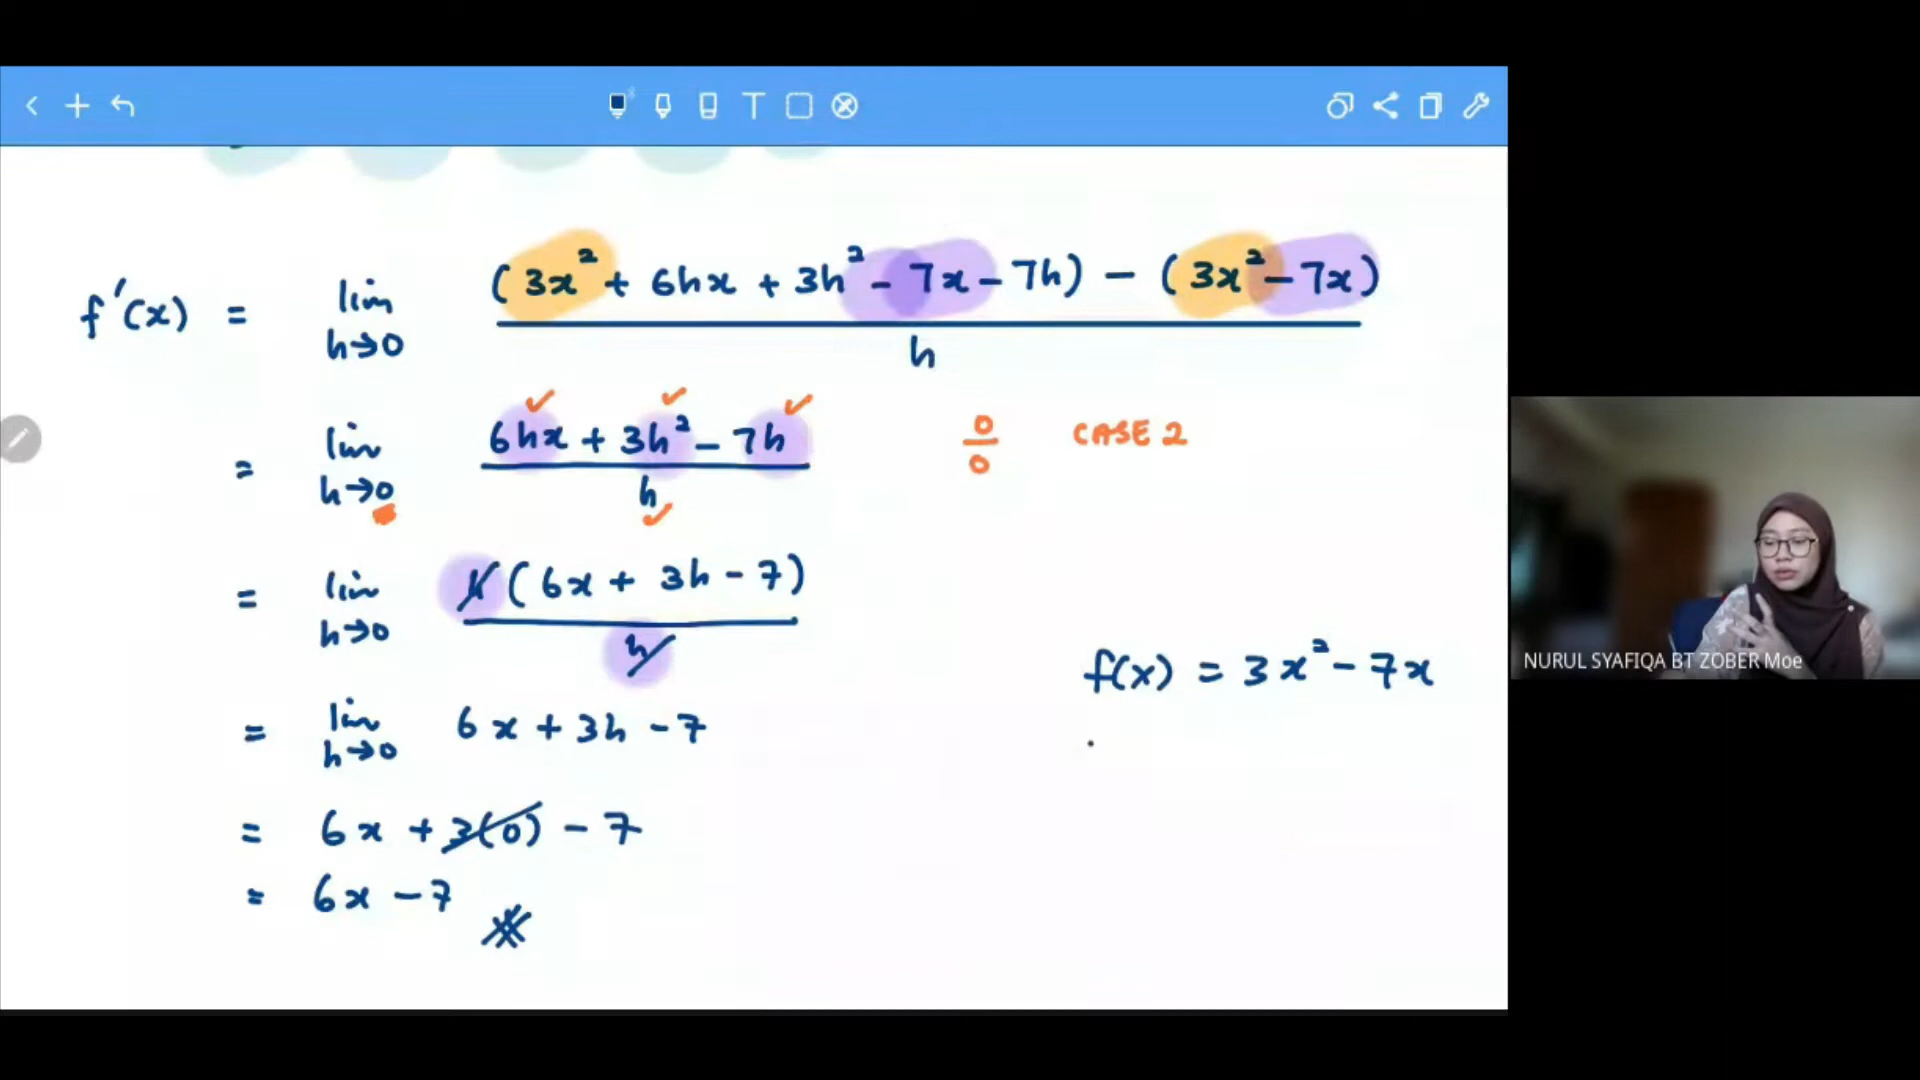 f'(x) = lim h→0 (3x² + 6hx + 3h² - 7x - 7h) - (3x² - 7x) / h
= lim h→0 6hx + 3h² - 7h / h
0/0 CASE 2
= lim h→0 h(6x + 3h - 7) / h
f(x) = 3x² - 7x
NURUL SYAFIQA BT ZOBER Moe
= lim h→0 6x + 3h - 7
= 6x + 3(0) - 7
= 6x - 7